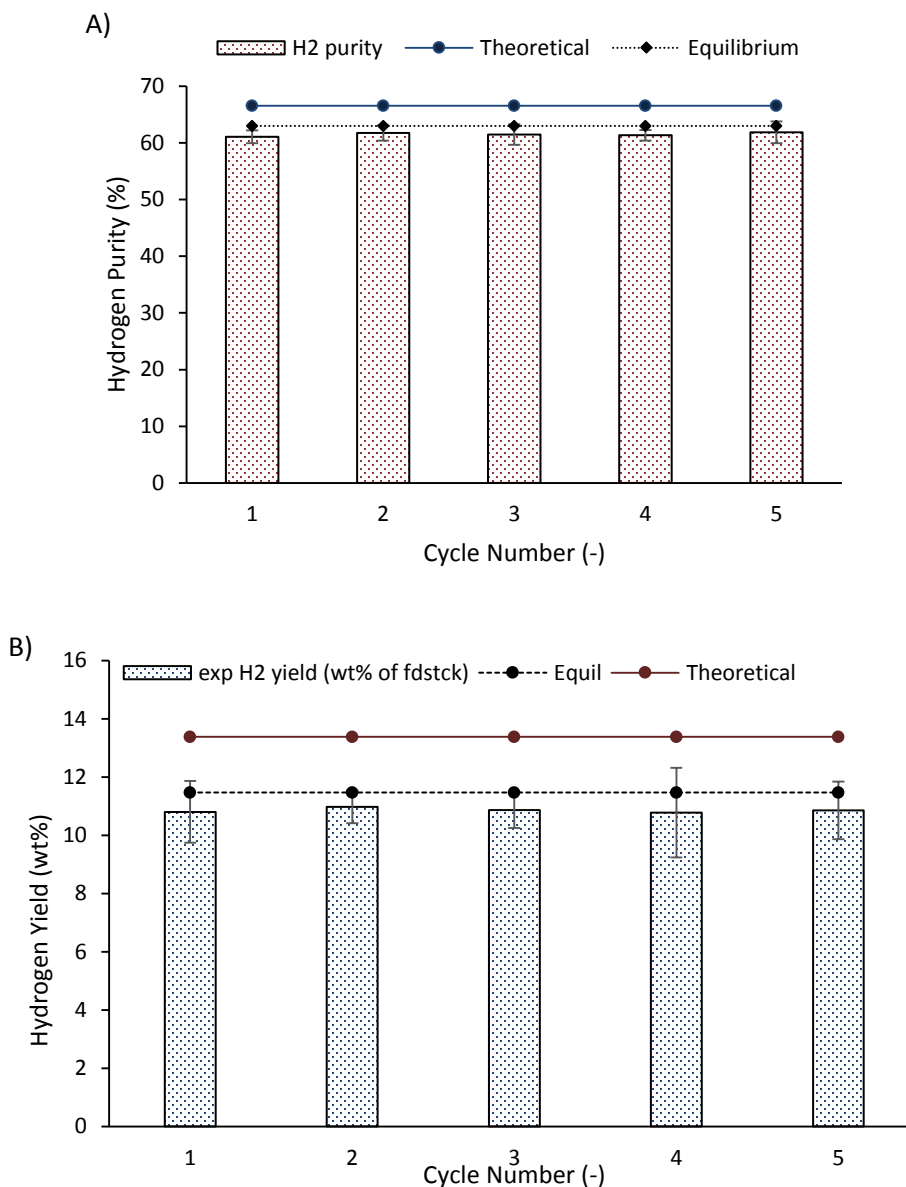 A)
H2 purity Theoretical Equilibrium
70
60
50
40
30
20
10
0
Hydrogen Purity (%)
1 2 3 4 5
Cycle Number (-)
B)
exp H2 yield (wt% of fdstck) Equil Theoretical
16
14
12
10
8
6
4
2
0
Hydrogen Yield (wt%)
1 2 3 4 5
Cycle Number (-)